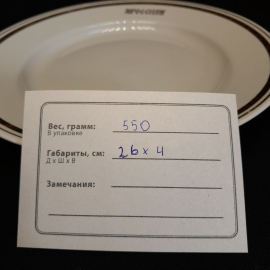 Вес, грамм: 550
В упаковке
Габариты, см: 26 x 4
Д x Ш x В
Замечания: